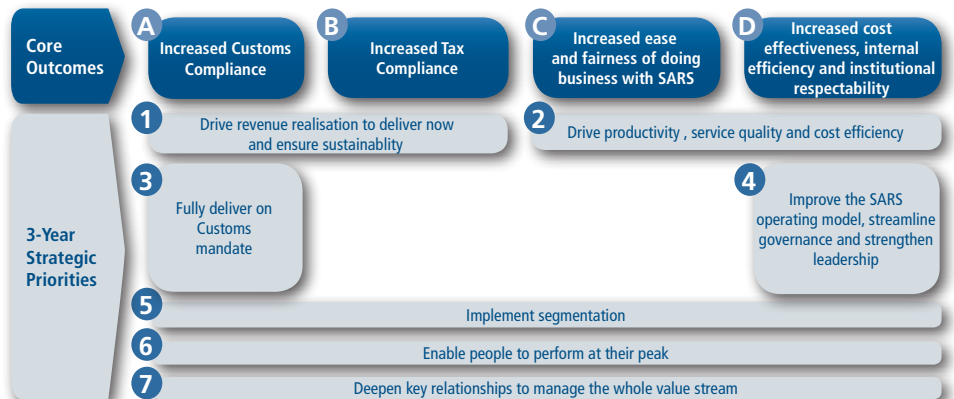 Core
Outcomes
A
Increased Customs
Compliance
B
Increased Tax
Compliance
C
Increased ease
and fairness of doing
business with SARS
D
Increased cost
effectiveness, internal
efficiency and institutional
respectability
3-Year
Strategic
Priorities
1
Drive revenue realisation to deliver now
and ensure sustainablity
2
Drive productivity , service quality and cost efficiency
3
Fully deliver on
Customs
mandate
4
Improve the SARS
operating model, streamline
governance and strengthen
leadership
5
Implement segmentation
6
Enable people to perform at their peak
7
Deepen key relationships to manage the whole value stream